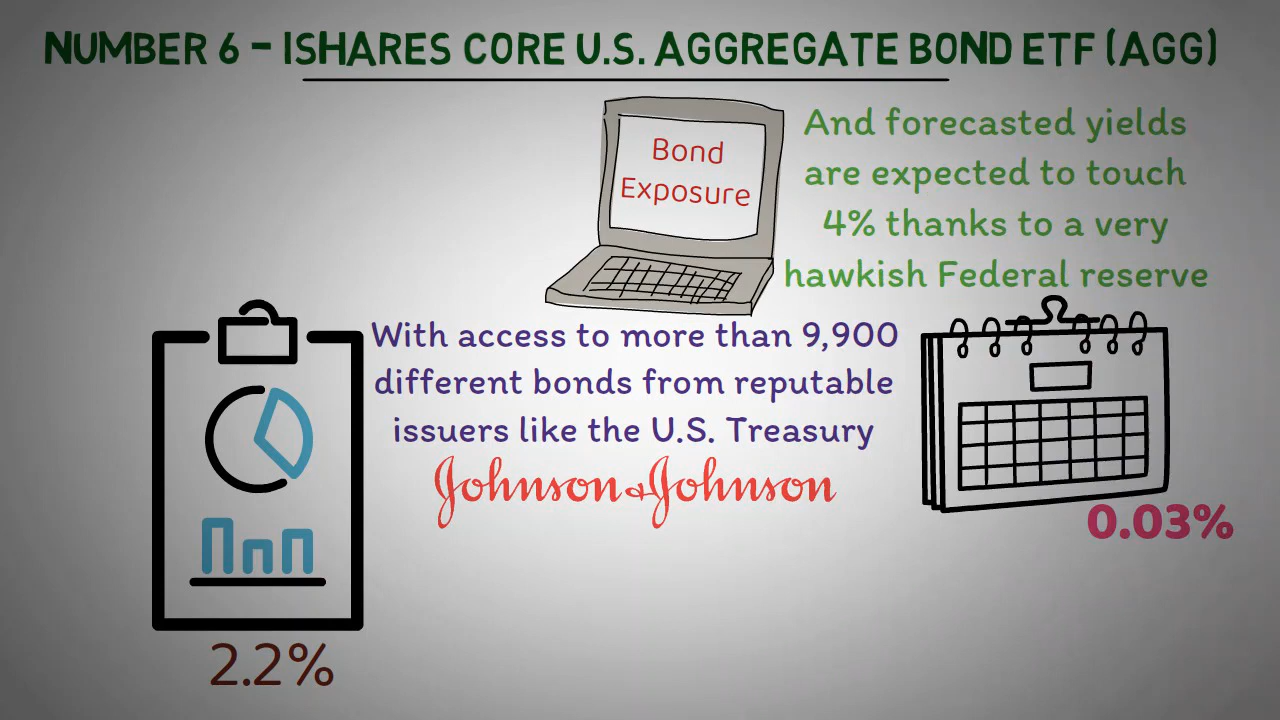 NUMBER 6 – ISHARES CORE U.S. AGGREGATE BOND ETF (AGG)
Bond
Exposure
And forecasted yields
are expected to touch
4% thanks to a very
hawkish Federal reserve
With access to more than 9,900
different bonds from reputable
issuers like the U.S. Treasury
Johnson & Johnson
0.03%
2.2%